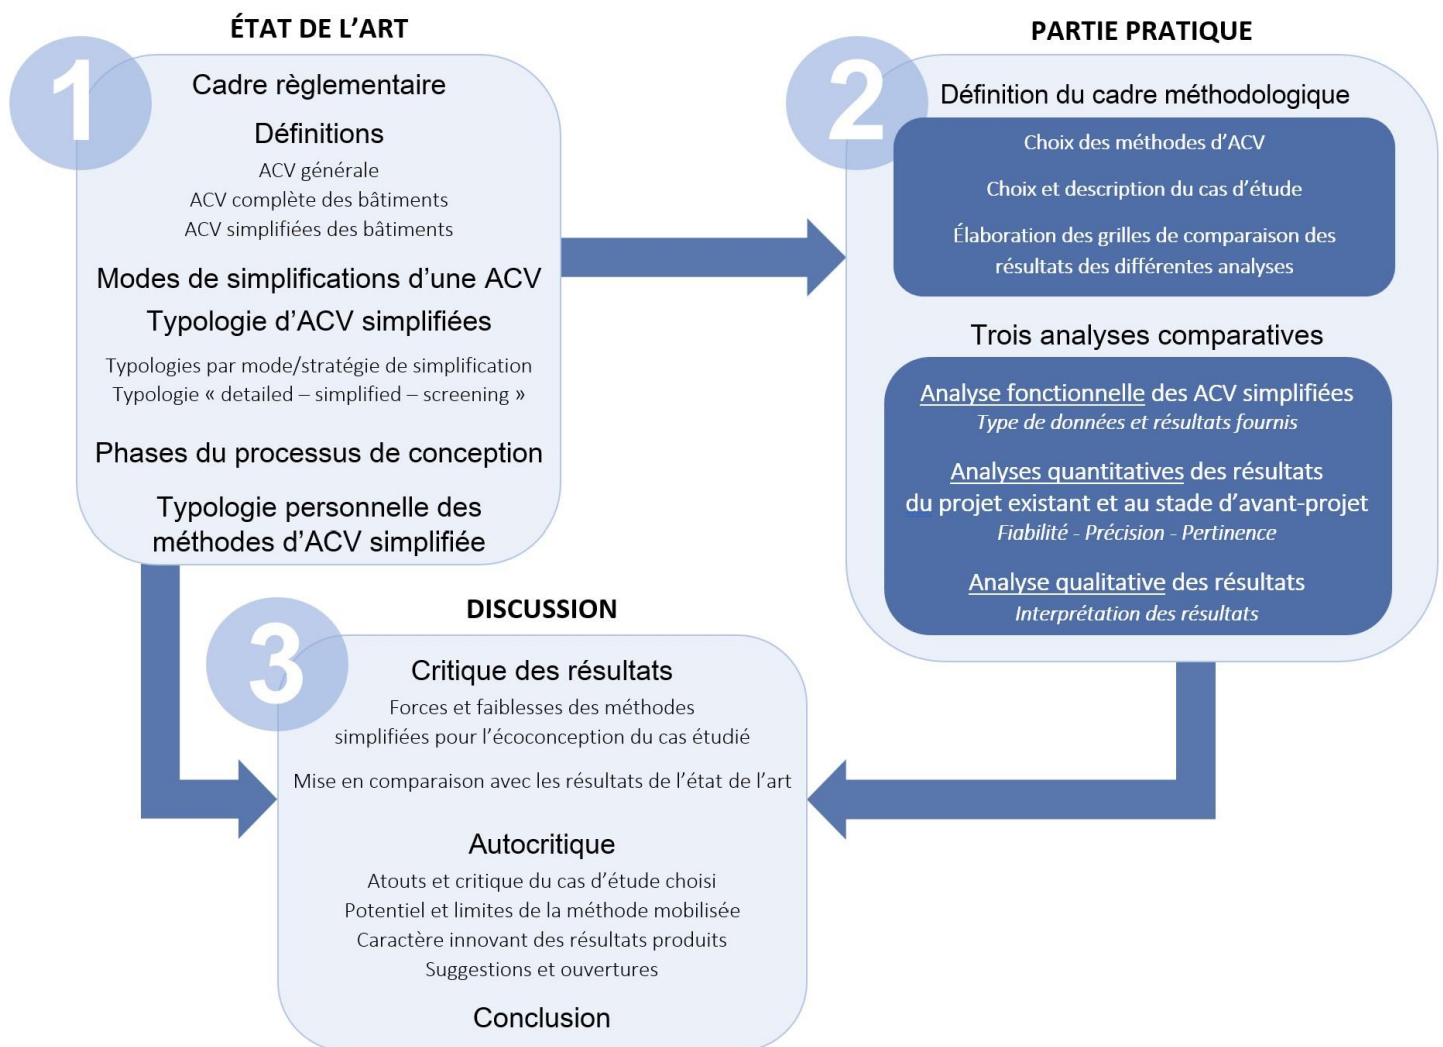 ÉTAT DE L’ART
1
Cadre règlementaire
Définitions
ACV générale
ACV complète des bâtiments
ACV simplifiées des bâtiments
Modes de simplifications d’une ACV
Typologie d’ACV simplifiées
Typologies par mode/stratégie de simplification
Typologie « detailed – simplified – screening »
Phases du processus de conception
Typologie personnelle des
méthodes d’ACV simplifiée
PARTIE PRATIQUE
2
Définition du cadre méthodologique
Choix des méthodes d’ACV
Choix et description du cas d’étude
Élaboration des grilles de comparaison des
résultats des différentes analyses
Trois analyses comparatives
Analyse fonctionnelle des ACV simplifiées
Type de données et résultats fournis
Analyses quantitatives des résultats
du projet existant et au stade d’avant-projet
Fiabilité - Précision - Pertinence
Analyse qualitative des résultats
Interprétation des résultats
DISCUSSION
3
Critique des résultats
Forces et faiblesses des méthodes
simplifiées pour l’écoconception du cas étudié
Mise en comparaison avec les résultats de l’état de l’art
Autocritique
Atouts et critique du cas d’étude choisi
Potentiel et limites de la méthode mobilisée
Caractère innovant des résultats produits
Suggestions et ouvertures
Conclusion